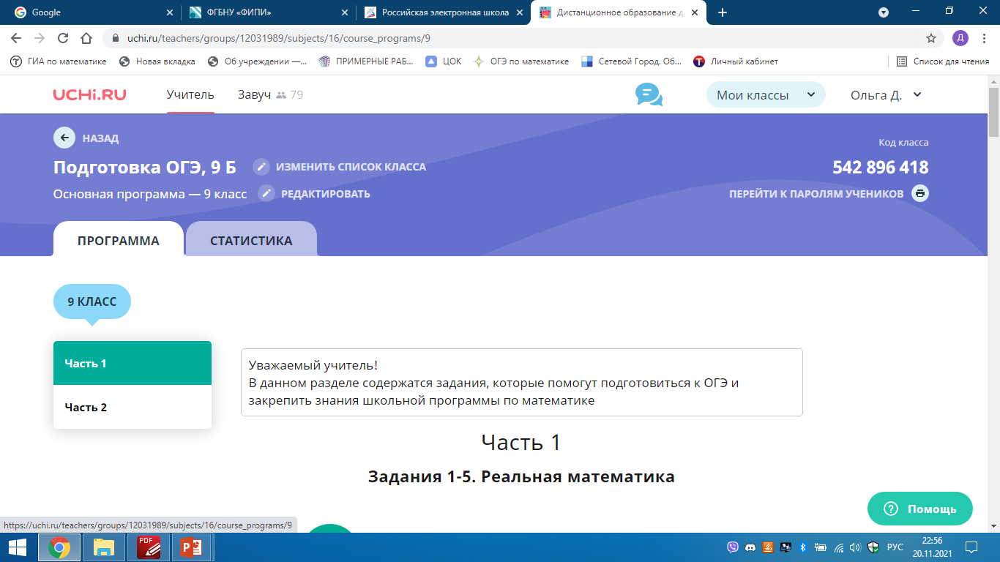 Google
ФГБНУ «ФИПИ»
Российская электронная школа
Дистанционное образование д
uchi.ru/teachers/groups/12031989/subjects/16/course_programs/9
Д
ГИА по математике
Новая вкладка
Об учреждении —...
ПРИМЕРНЫЕ РАБ...
ЦОК
ОГЭ по математике
Сетевой Город. Об...
Личный кабинет
Список для чтения
UCHi.RU
Учитель
Завуч 79
Мои классы
Ольга Д.
НАЗАД
Код класса
Подготовка ОГЭ, 9 Б
ИЗМЕНИТЬ СПИСОК КЛАССА
542 896 418
Основная программа — 9 класс
РЕДАКТИРОВАТЬ
ПЕРЕЙТИ К ПАРОЛЯМ УЧЕНИКОВ
ПРОГРАММА
СТАТИСТИКА
9 КЛАСС
Часть 1
Часть 2
Уважаемый учитель!
В данном разделе содержатся задания, которые помогут подготовиться к ОГЭ и
закрепить знания школьной программы по математике
Часть 1
Задания 1-5. Реальная математика
Помощь
https://uchi.ru/teachers/groups/12031989/subjects/16/course_programs/9
PDF
РУС
22:56
20.11.2021